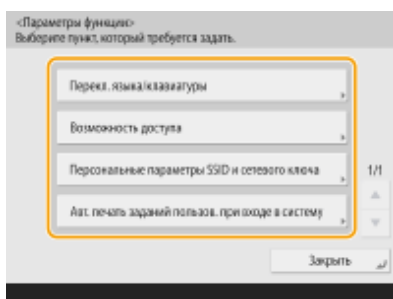 <Параметры функции>
Выберите пункт, который требуется задать.
Перекл. языка/клавиатуры
Возможность доступа
Персональные параметры SSID и сетевого ключа
1/1
Авт. печать заданий пользов. при входе в систему
Закрыть